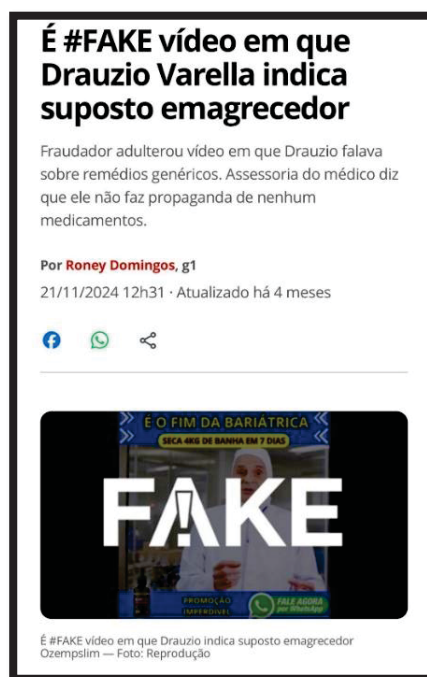 É #FAKE vídeo em que
Drauzio Varella indica
suposto emagrecedor
Fraudador adulterou vídeo em que Drauzio falava
sobre remédios genéricos. Assessoria do médico diz
que ele não faz propaganda de nenhum
medicamentos.
Por Roney Domingos, g1
21/11/2024 12h31 · Atualizado há 4 meses
É O FIM DA BARIÁTRICA
SECA 4KG DE BANHA EM 7 DIAS
FAKE
PROMOÇÃO
IMPERDÍVEL
FALE AGORA
por WhatsApp
É #FAKE vídeo em que Drauzio indica suposto emagrecedor
Ozempslim — Foto: Reprodução